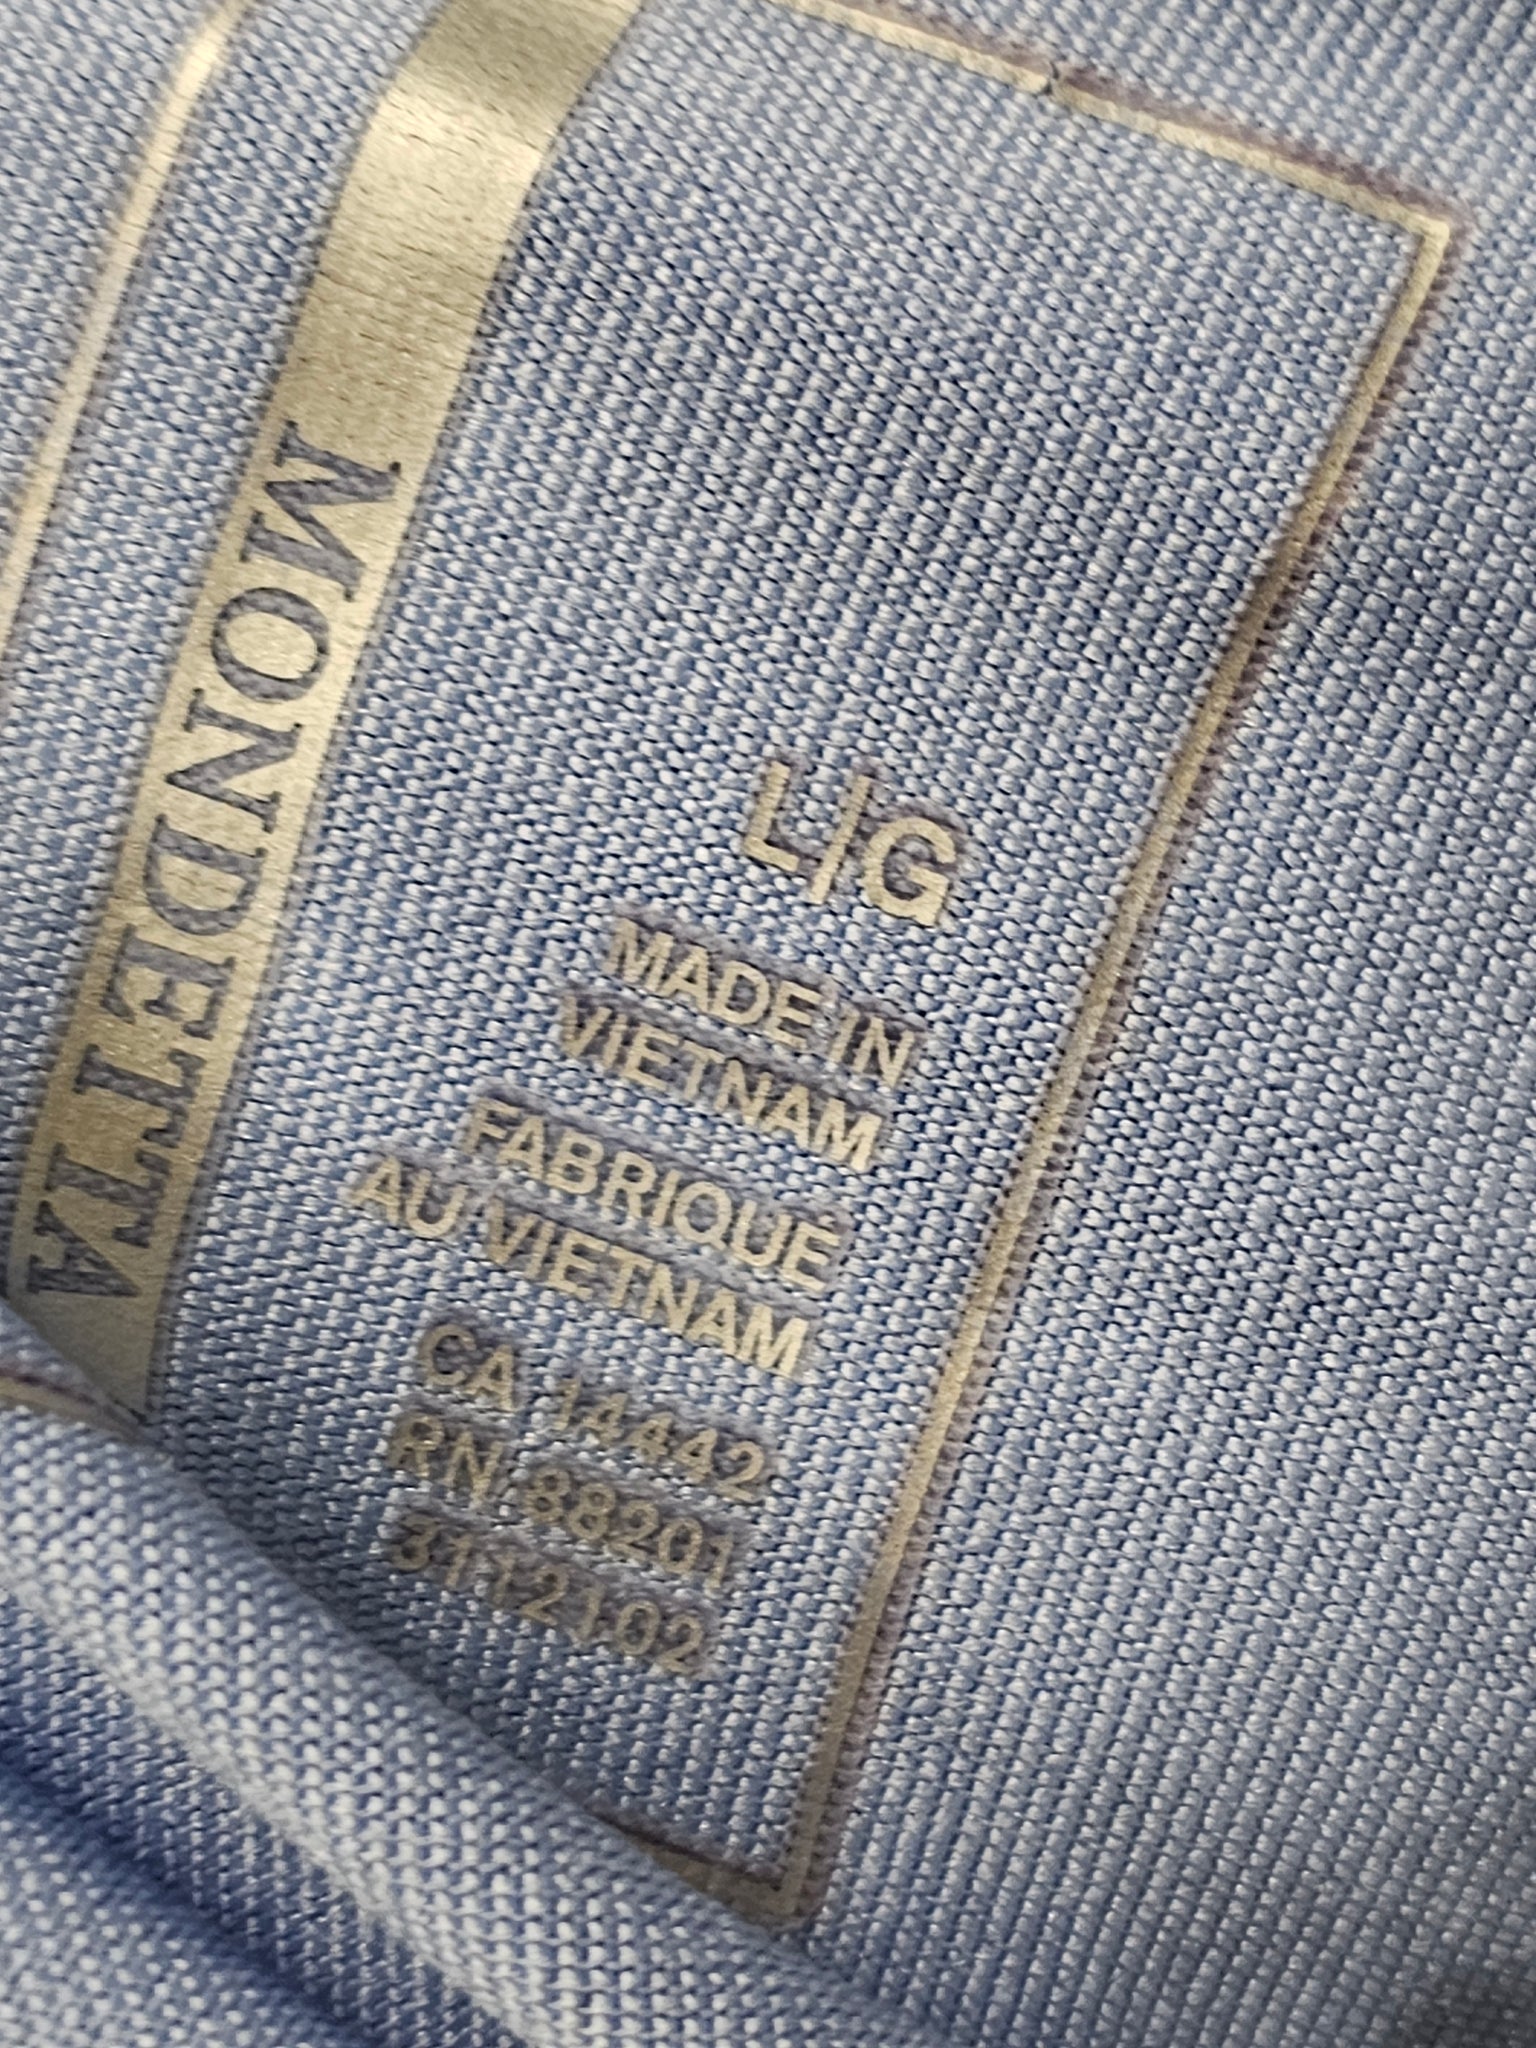 MONDETTA
L|G
MADE IN
VIETNAM
FABRIQUÉ
AU VIETNAM
CA 14442
RN 88201
3112102